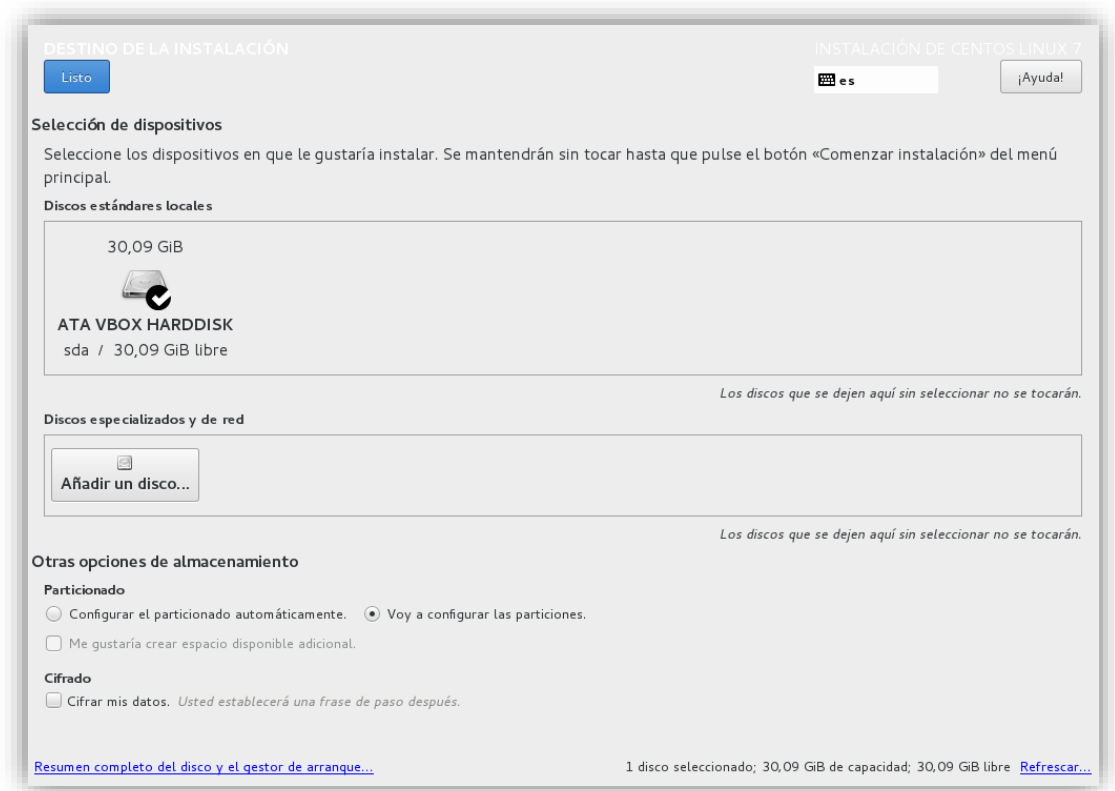 DESTINO DE LA INSTALACIÓN
INSTALACIÓN DE CENTOS LINUX 7
Listo
es
¡Ayuda!
Selección de dispositivos
Seleccione los dispositivos en que le gustaría instalar. Se mantendrán sin tocar hasta que pulse el botón «Comenzar instalación» del menú
principal.
Discos estándares locales
30,09 GiB
ATA VBOX HARDDISK
sda / 30,09 GiB libre
Los discos que se dejen aquí sin seleccionar no se tocarán.
Discos especializados y de red
Añadir un disco...
Los discos que se dejen aquí sin seleccionar no se tocarán.
Otras opciones de almacenamiento
Particionado
Configurar el particionado automáticamente. Voy a configurar las particiones.
Me gustaría crear espacio disponible adicional.
Cifrado
Cifrar mis datos. Usted establecerá una frase de paso después.
Resumen completo del disco y el gestor de arranque...
1 disco seleccionado; 30,09 GiB de capacidad; 30,09 GiB libre Refrescar...